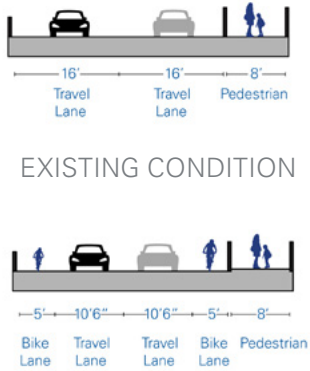 16' 16' 8'
Travel Lane Travel Lane Pedestrian
EXISTING CONDITION
5' 10'6" 10'6" 5' 8'
Bike Lane Travel Lane Travel Lane Bike Lane Pedestrian